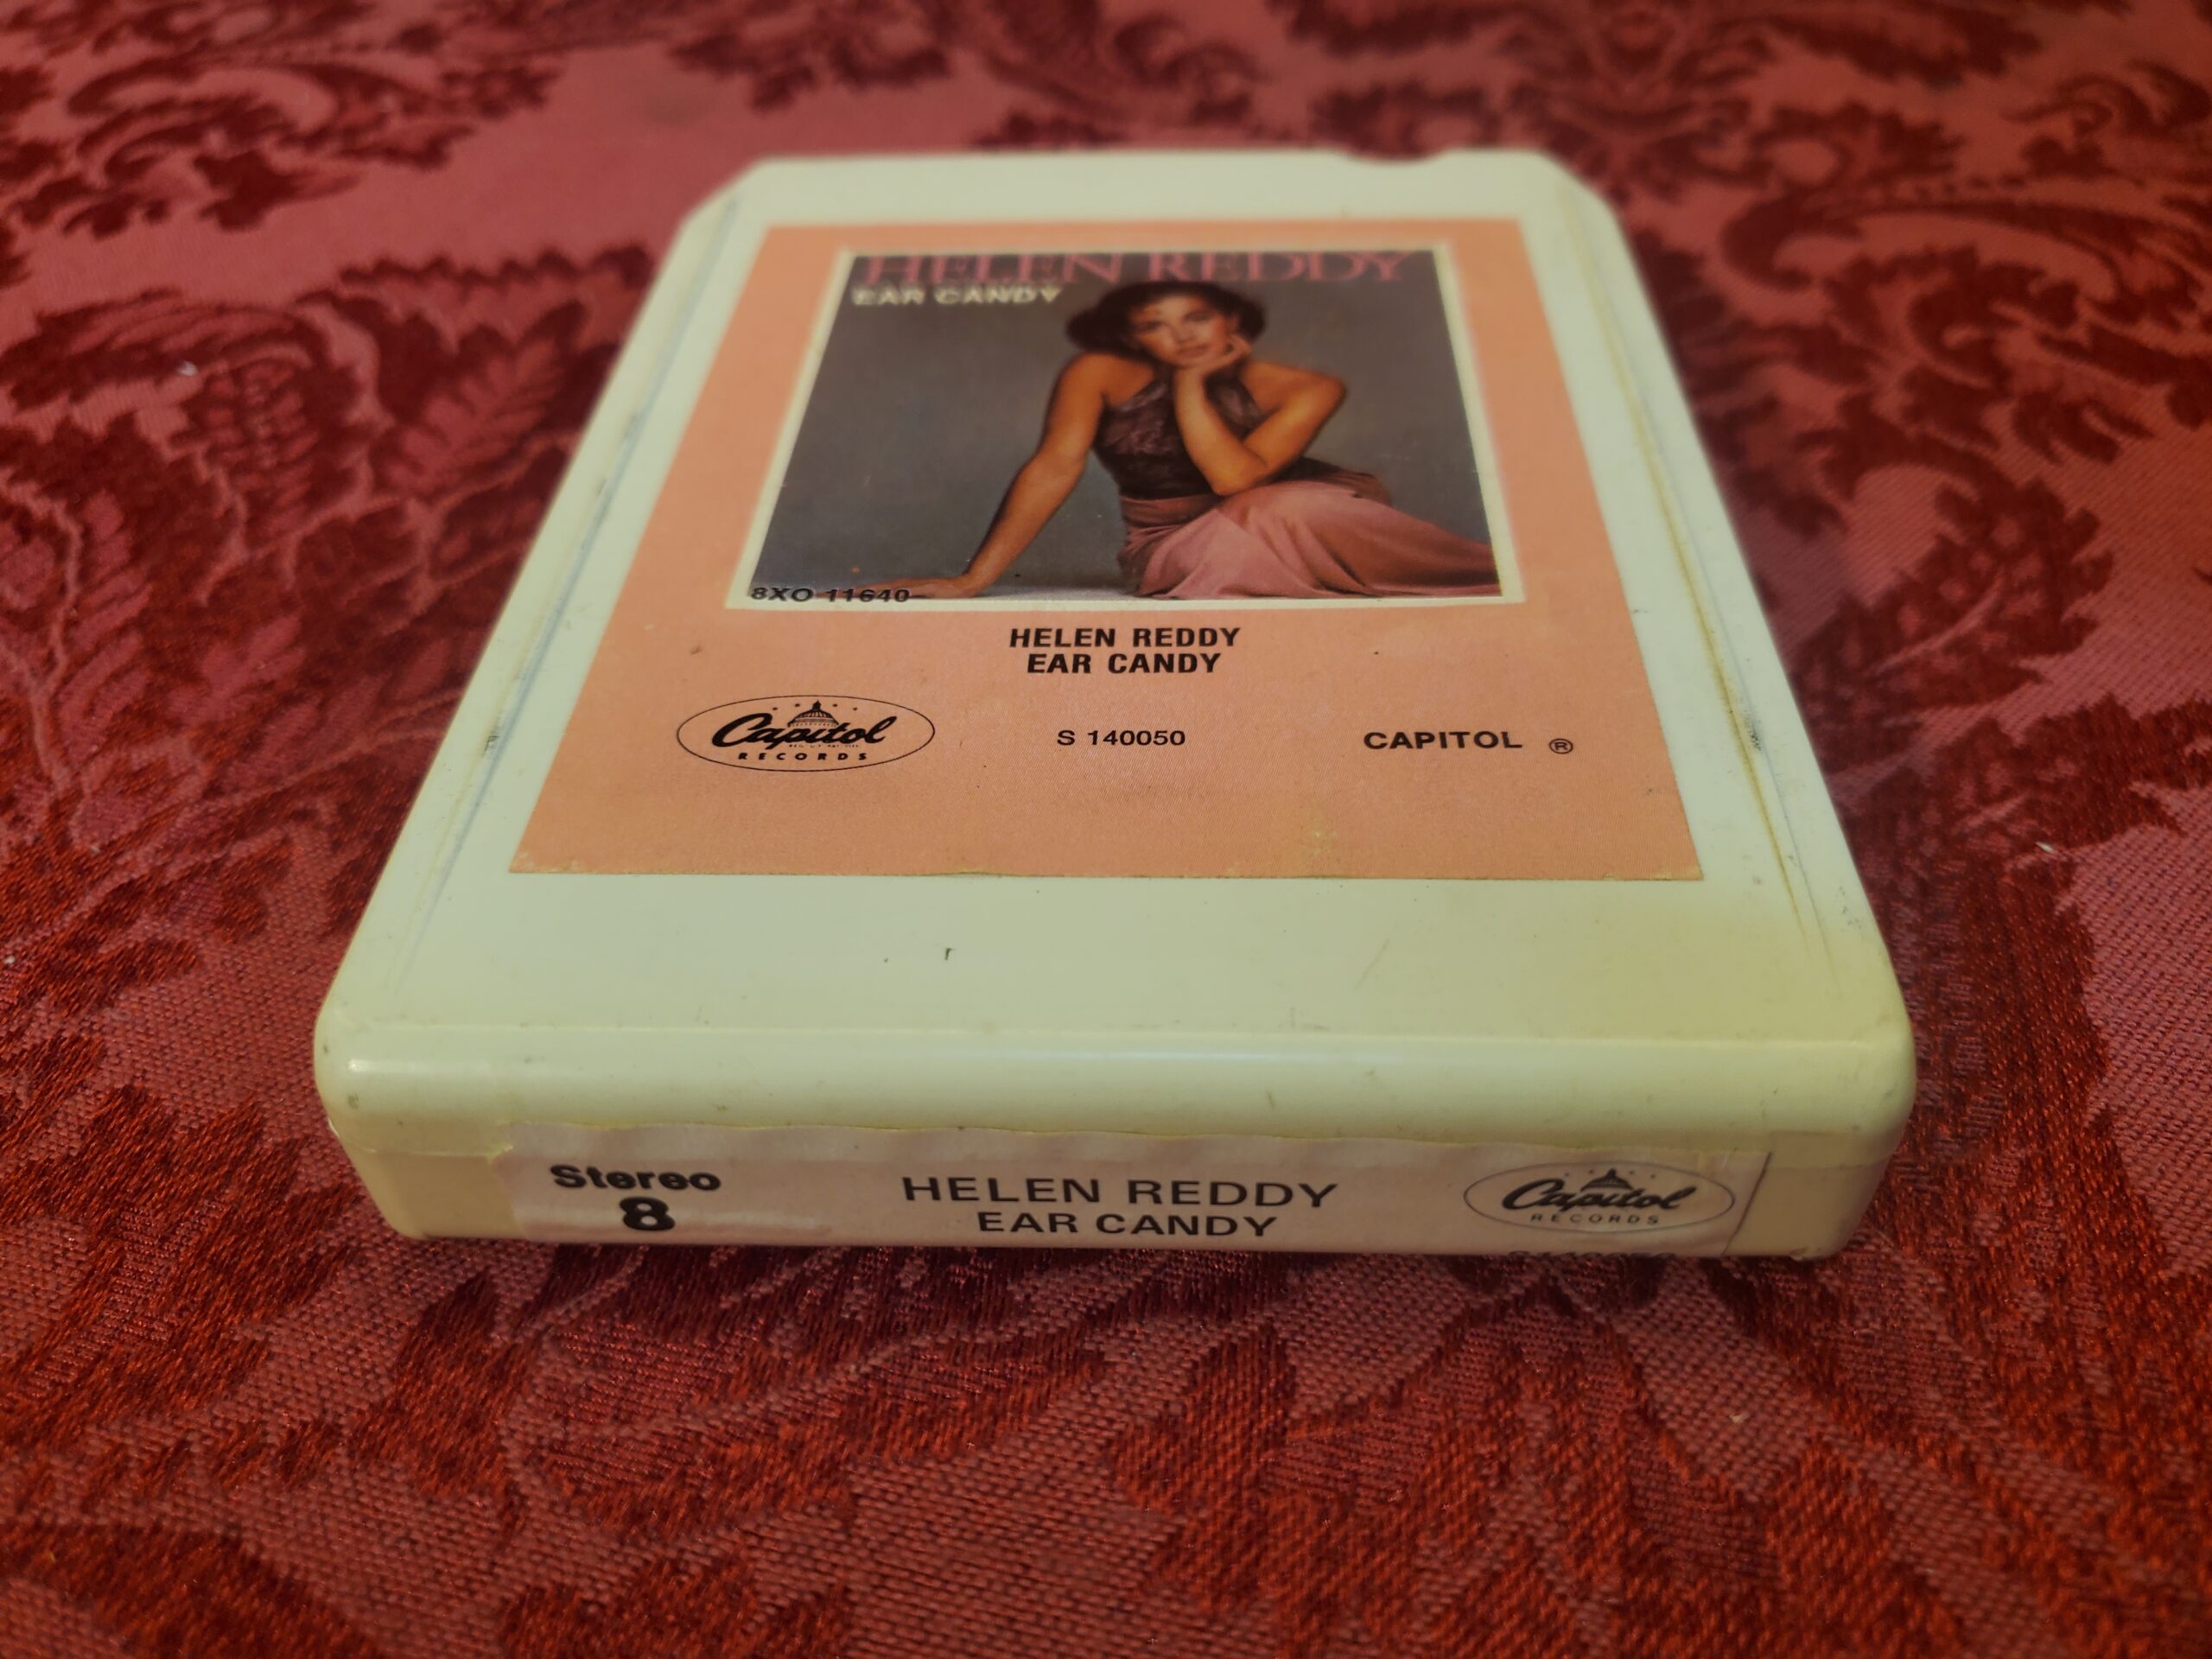 HELEN REDDY
EAR CANDY
8XO 11640
HELEN REDDY
EAR CANDY
Capitol
RECORDS
S 140050
CAPITOL ®
Stereo
8
HELEN REDDY
EAR CANDY
Capitol
RECORDS